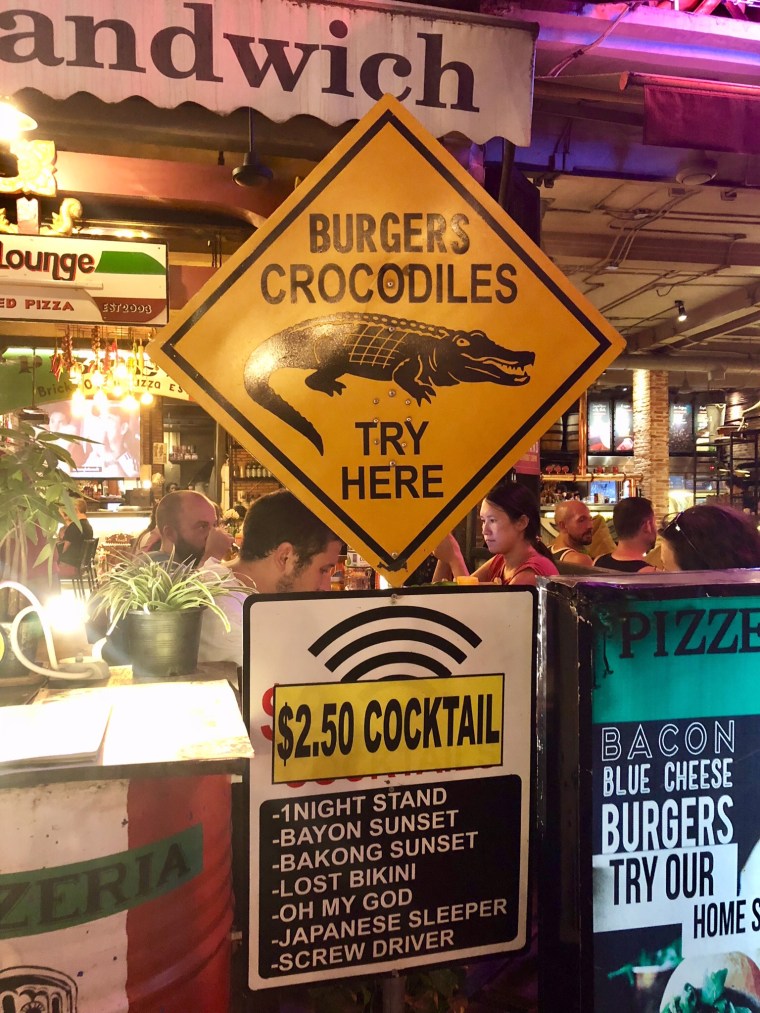 andwich
Lounge
ED PIZZA EST2003
BURGERS
CROCODILES
TRY
HERE
$2.50 COCKTAIL
-1NIGHT STAND
-BAYON SUNSET
-BAKONG SUNSET
-LOST BIKINI
-OH MY GOD
-JAPANESE SLEEPER
-SCREW DRIVER
ZERIA
PIZZE
BACON
BLUE CHEESE
BURGERS
TRY OUR
HOME S